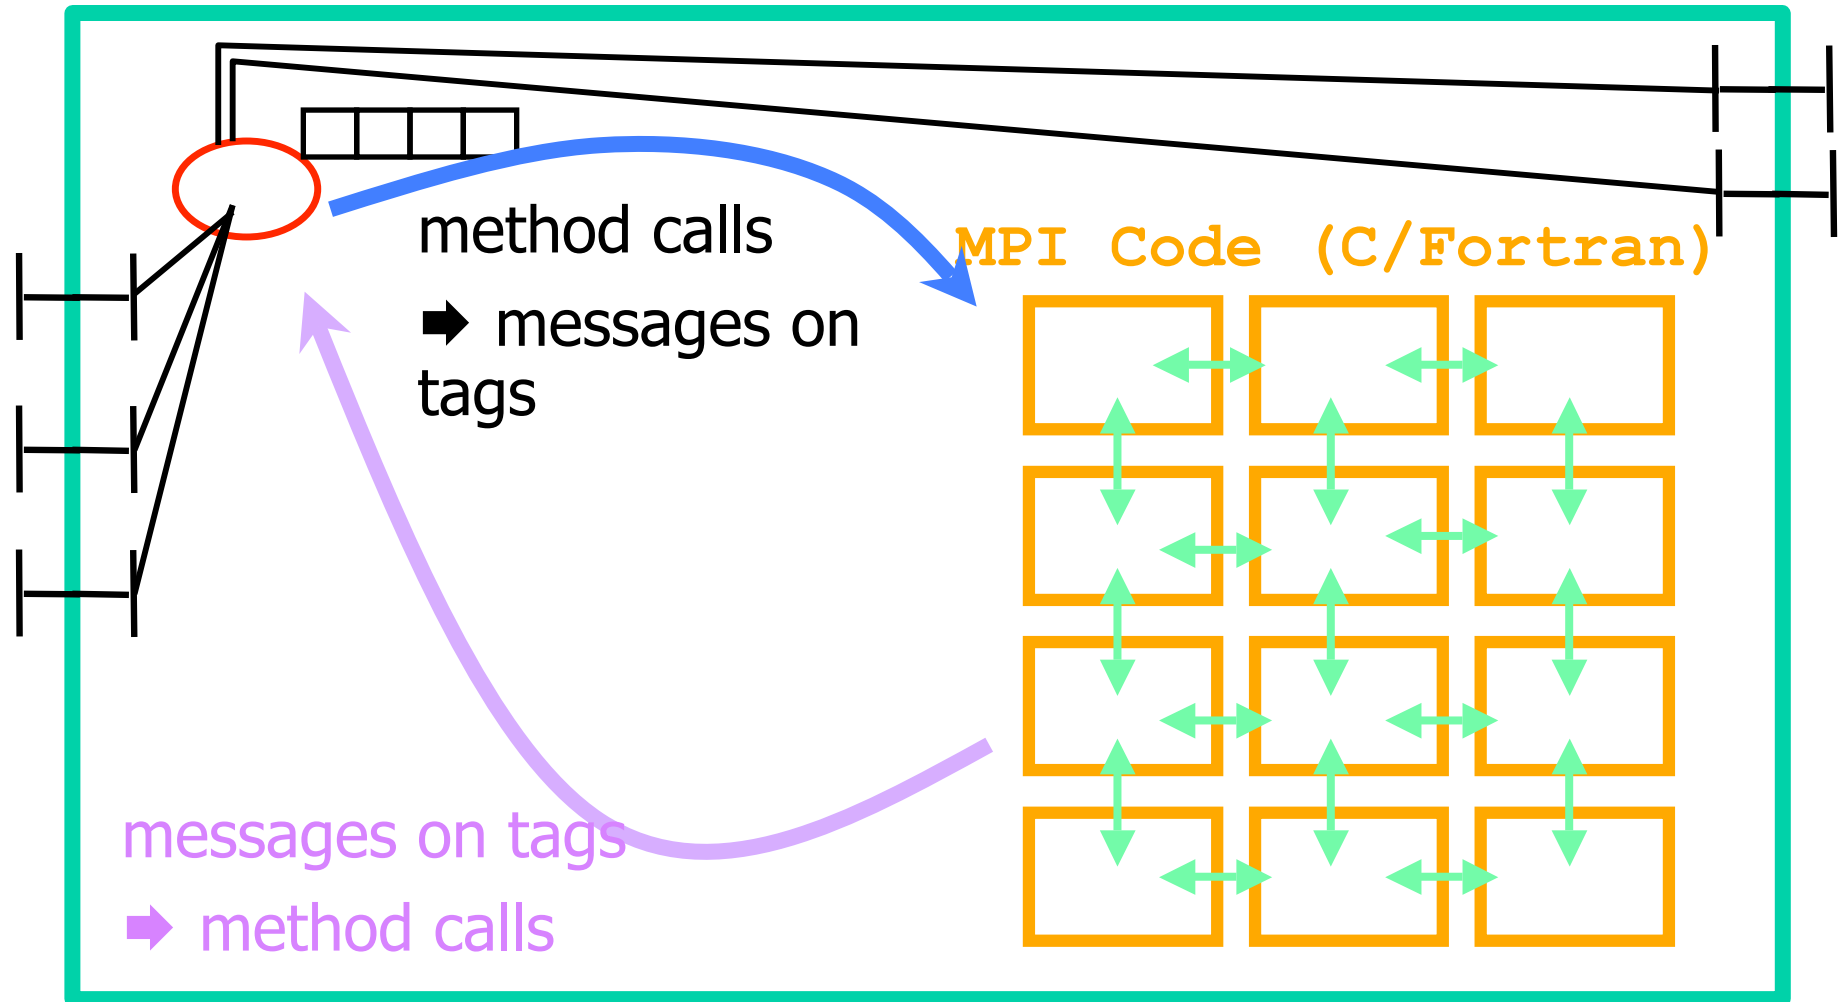 method calls
➡ messages on
tags
MPI Code (C/Fortran)
messages on tags
➡ method calls